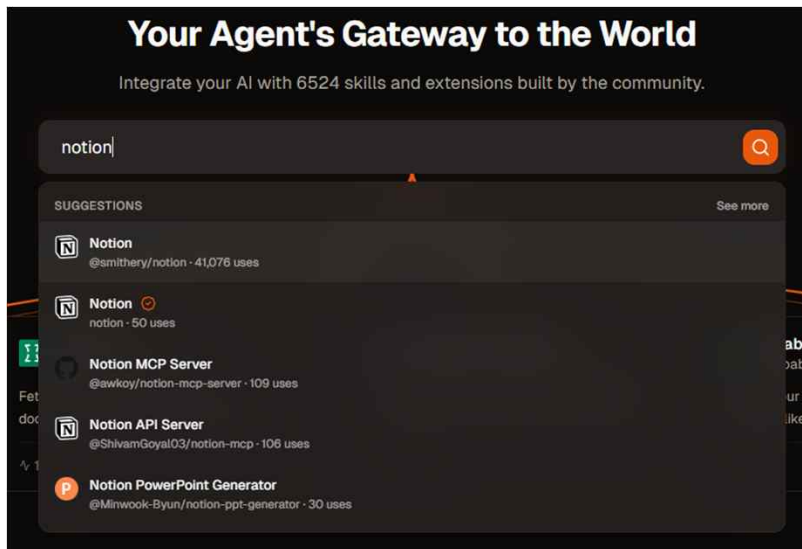 Your Agent's Gateway to the World
Integrate your AI with 6524 skills and extensions built by the community.
notion
SUGGESTIONS See more
Notion
@smithery/notion · 41,076 uses
Notion
notion · 50 uses
Notion MCP Server
@awkoy/notion-mcp-server · 109 uses
Notion API Server
@ShivamGoyal03/notion-mcp · 106 uses
Notion PowerPoint Generator
@Minwook-Byun/notion-ppt-generator · 30 uses